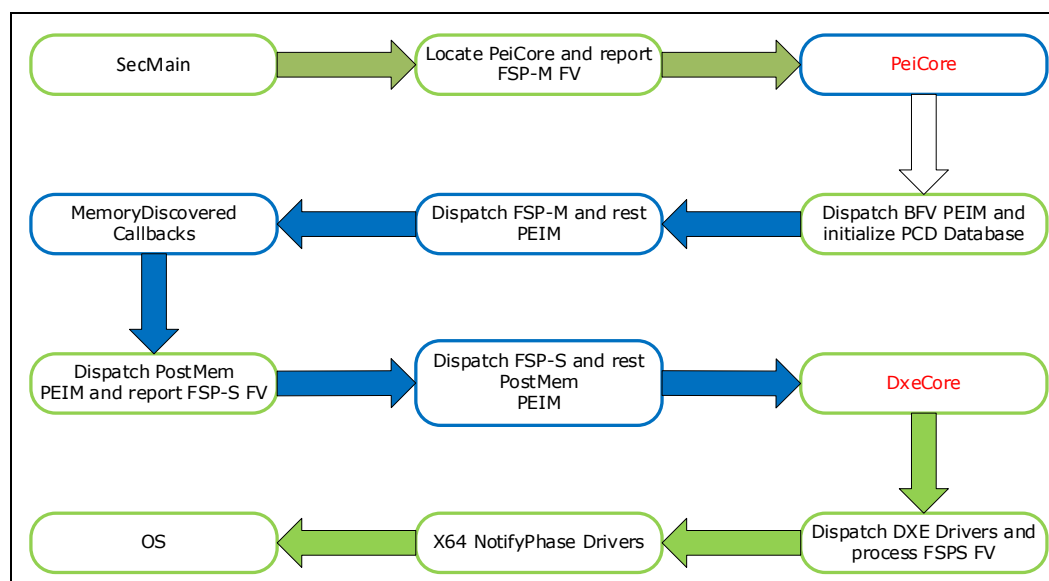 SecMain
Locate PeiCore and report
FSP-M FV
PeiCore
MemoryDiscovered
Callbacks
Dispatch FSP-M and rest
PEIM
Dispatch BFV PEIM and
initialize PCD Database
Dispatch PostMem
PEIM and report FSP-S FV
Dispatch FSP-S and rest
PostMem
PEIM
DxeCore
OS
X64 NotifyPhase Drivers
Dispatch DXE Drivers and
process FSPS FV